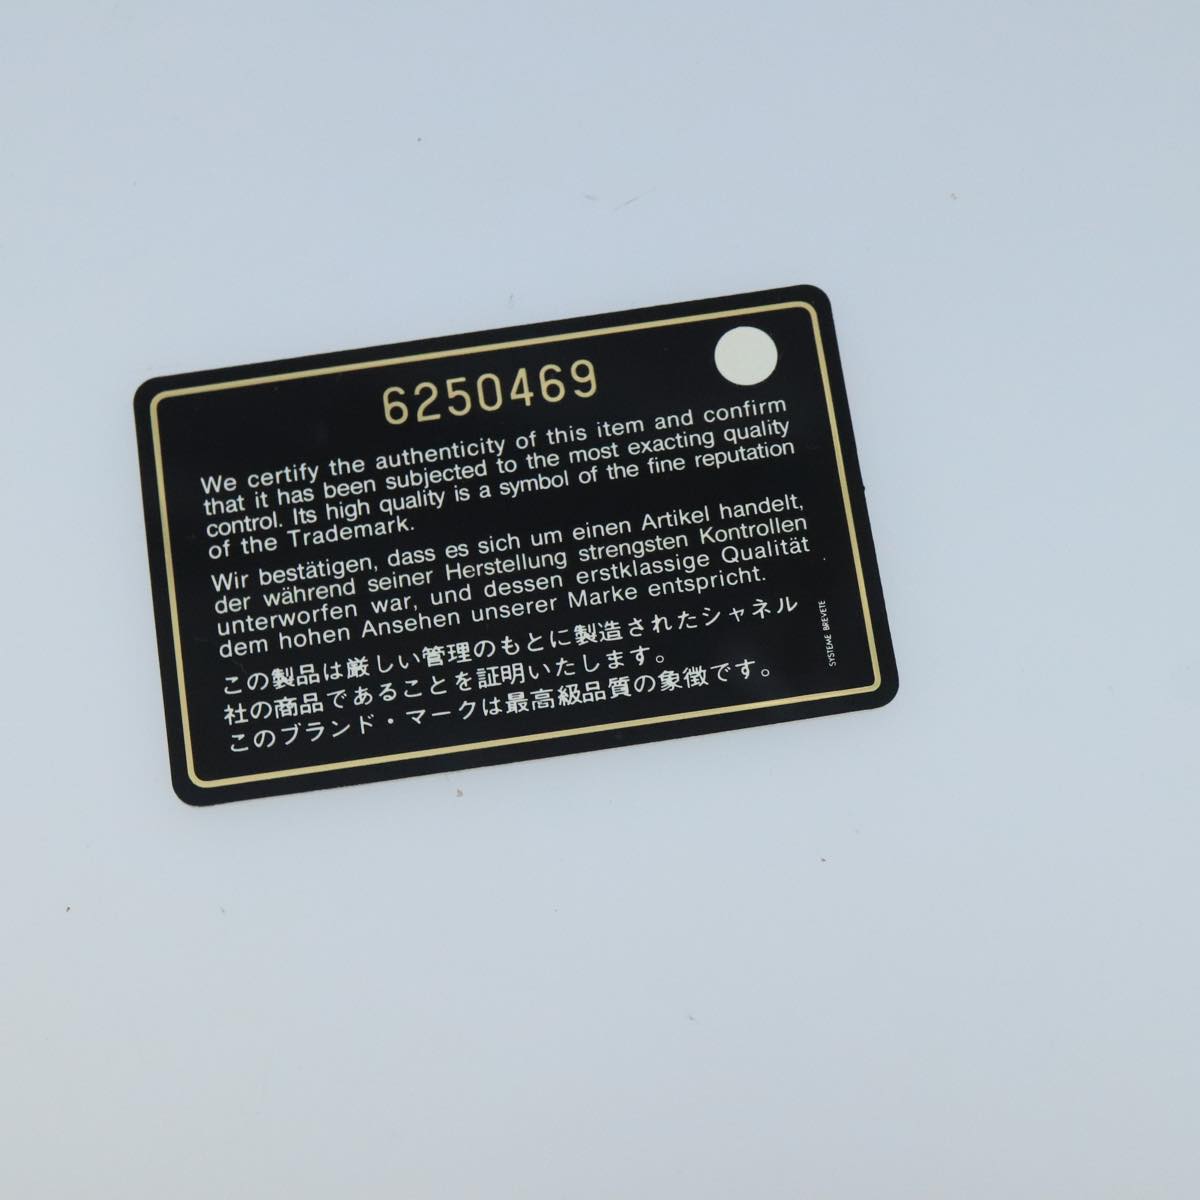 6250469
We certify the authenticity of this item and confirm
that it has been subjected to the most exacting quality
control. Its high quality is a symbol of the fine reputation
of the Trademark.
Wir bestätigen, dass es sich um einen Artikel handelt,
der während seiner Herstellung strengsten Kontrollen
unterworfen war, und dessen erstklassige Qualität
dem hohen Ansehen unserer Marke entspricht.
この製品は厳しい管理のもとに製造されたシャネル
社の商品であることを証明いたします。
このブランド・マークは最高級品質の象徴です。
SYSTEME BREVETE